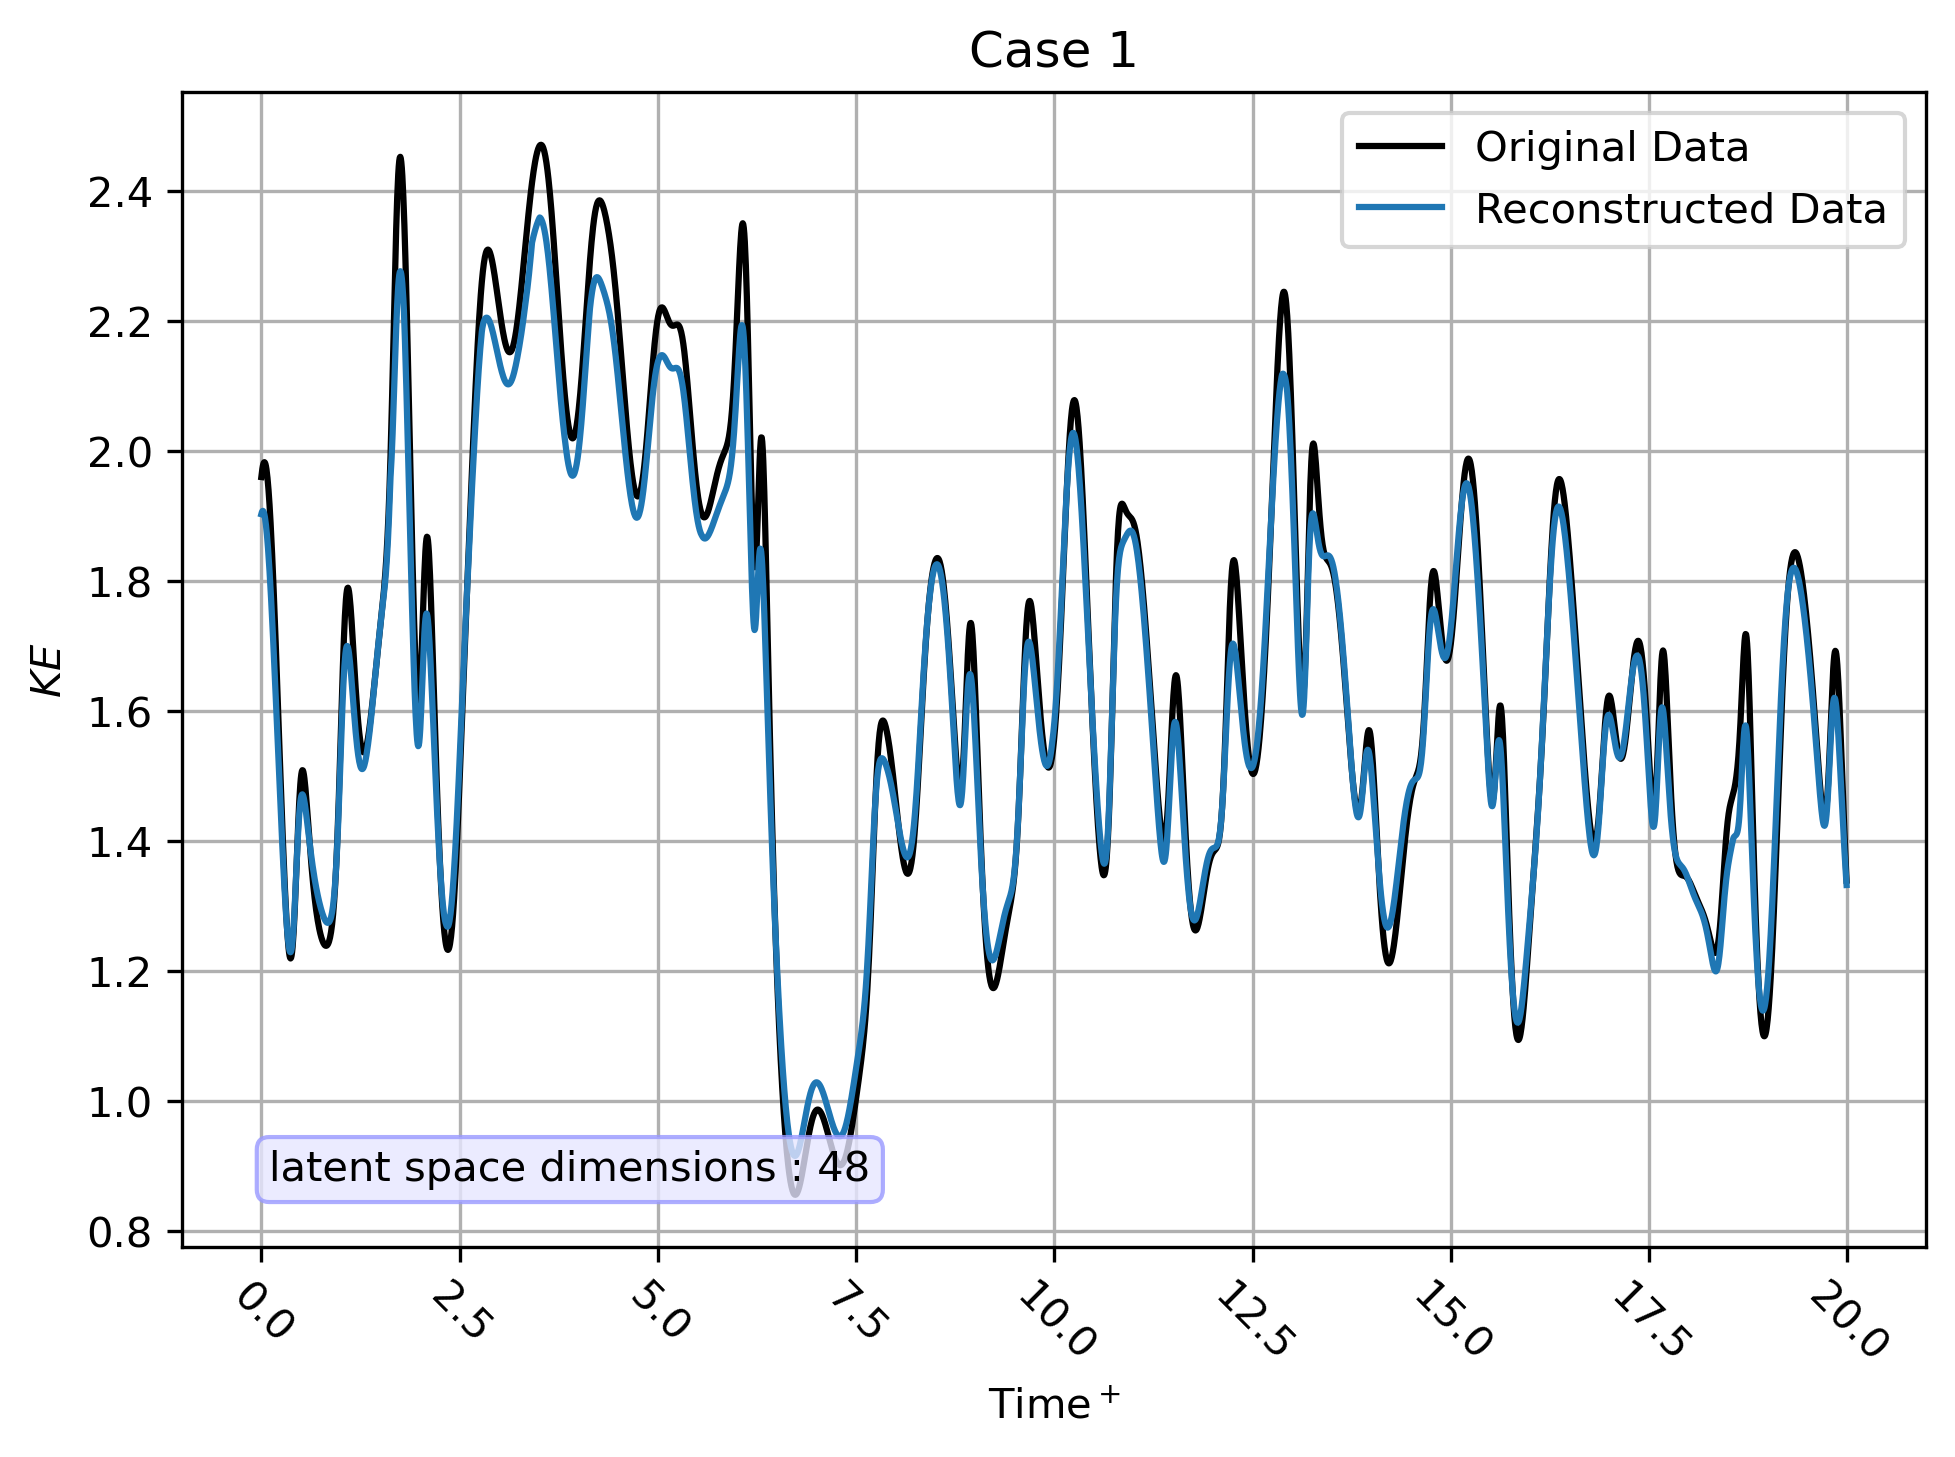 Case 1
Original Data
Reconstructed Data
KE
2.4
2.2
2.0
1.8
1.6
1.4
1.2
1.0
0.8
latent space dimensions : 48
0.0 2.5 5.0 7.5 10.0 12.5 15.0 17.5 20.0
Time⁺